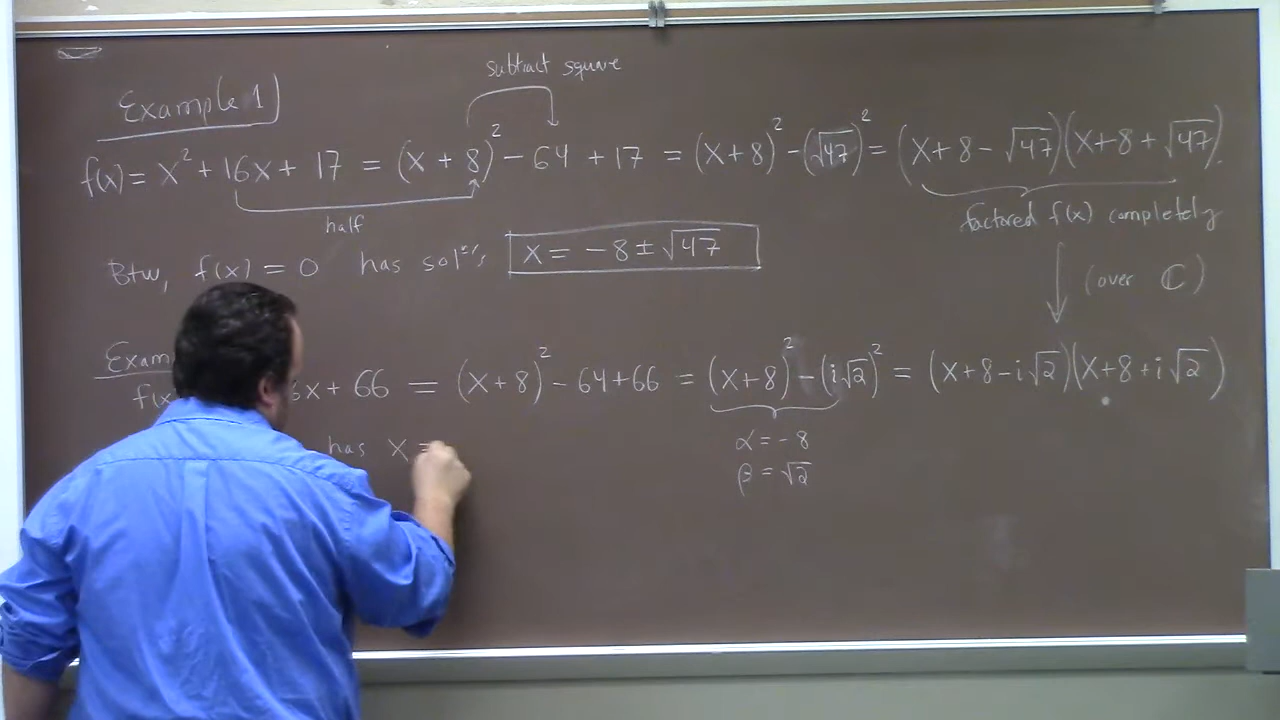 subtract square
Example 1)
f(x) = x² + 16x + 17 = (x + 8)² - 64 + 17 = (x+8)² - (√47)² = (x+8-√47)(x+8+√47).
half
factored f(x) completely
Btw, f(x) = 0 has solⁿ's x = -8 ± √47
(over ℂ)
Exam
f(x 6x + 66 = (x+8)² - 64+66 = (x+8)² - (i√2)² = (x+8-i√2)(x+8+i√2)
has x =
α = -8
β = √2